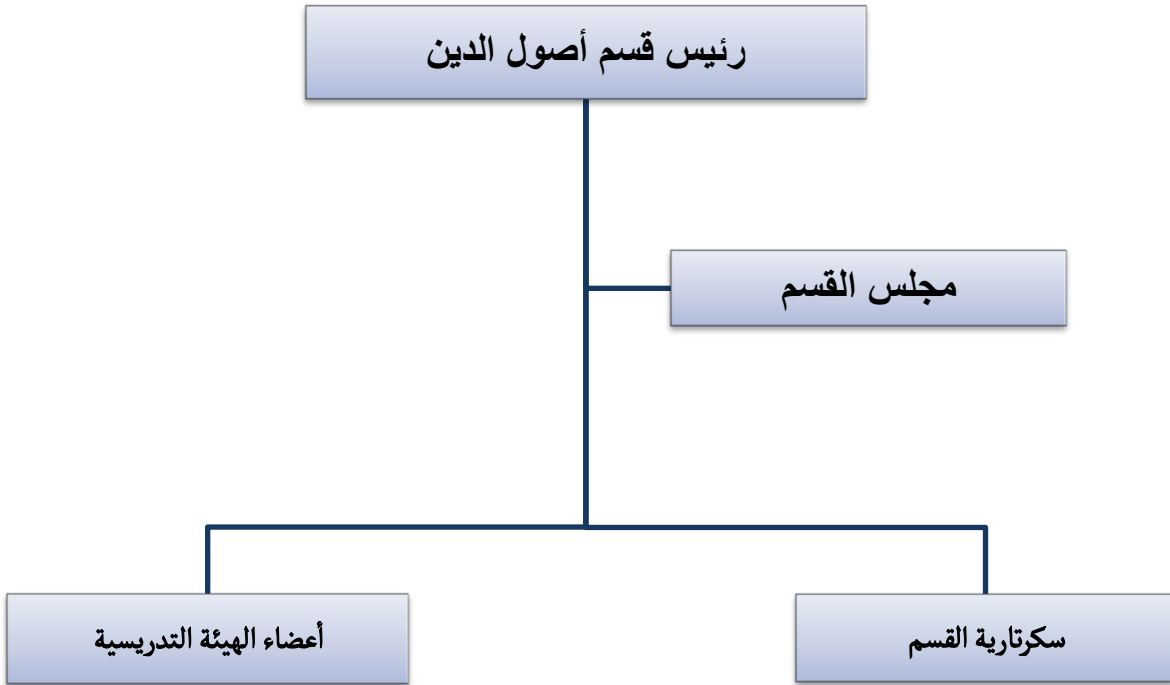 رئيس قسم أصول الدين
مجلس القسم
سكرتارية القسم
أعضاء الهيئة التدريسية